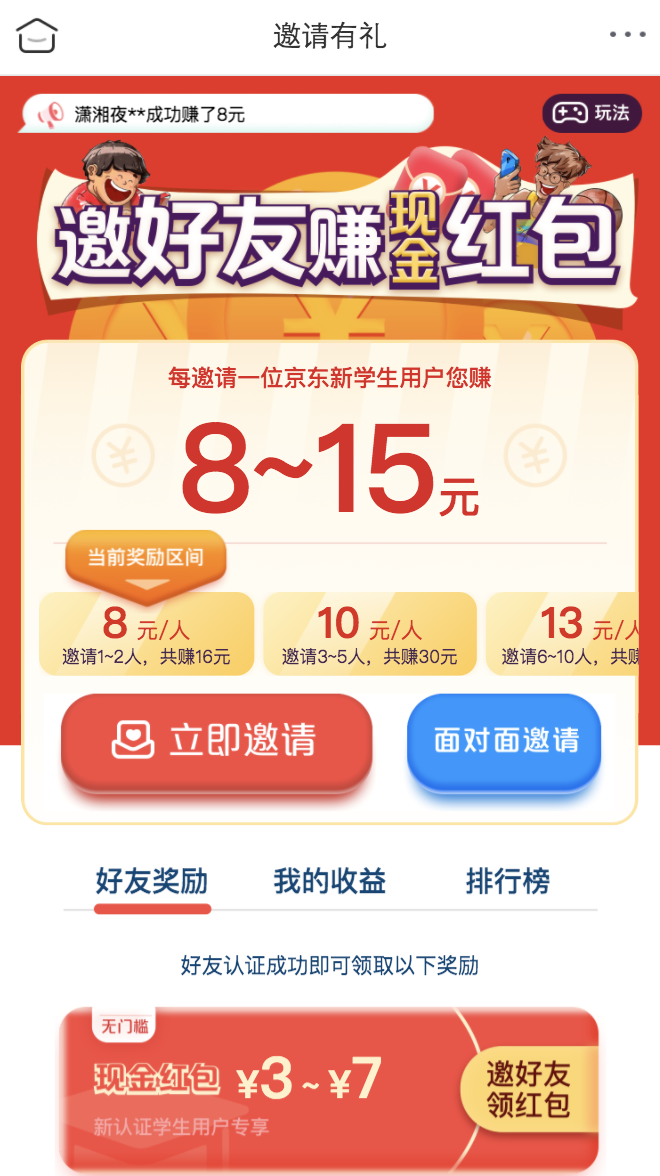 邀请有礼
潇湘夜**成功赚了8元
玩法
邀好友赚现金红包
每邀请一位京东新学生用户您赚
8~15元
当前奖励区间
8 元/人
邀请1~2人，共赚16元
10 元/人
邀请3~5人，共赚30元
13 元/人
邀请6~10人，共赚
立即邀请
面对面邀请
好友奖励
我的收益
排行榜
好友认证成功即可领取以下奖励
无门槛
现金红包 ¥3~¥7
新认证学生用户专享
邀好友
领红包